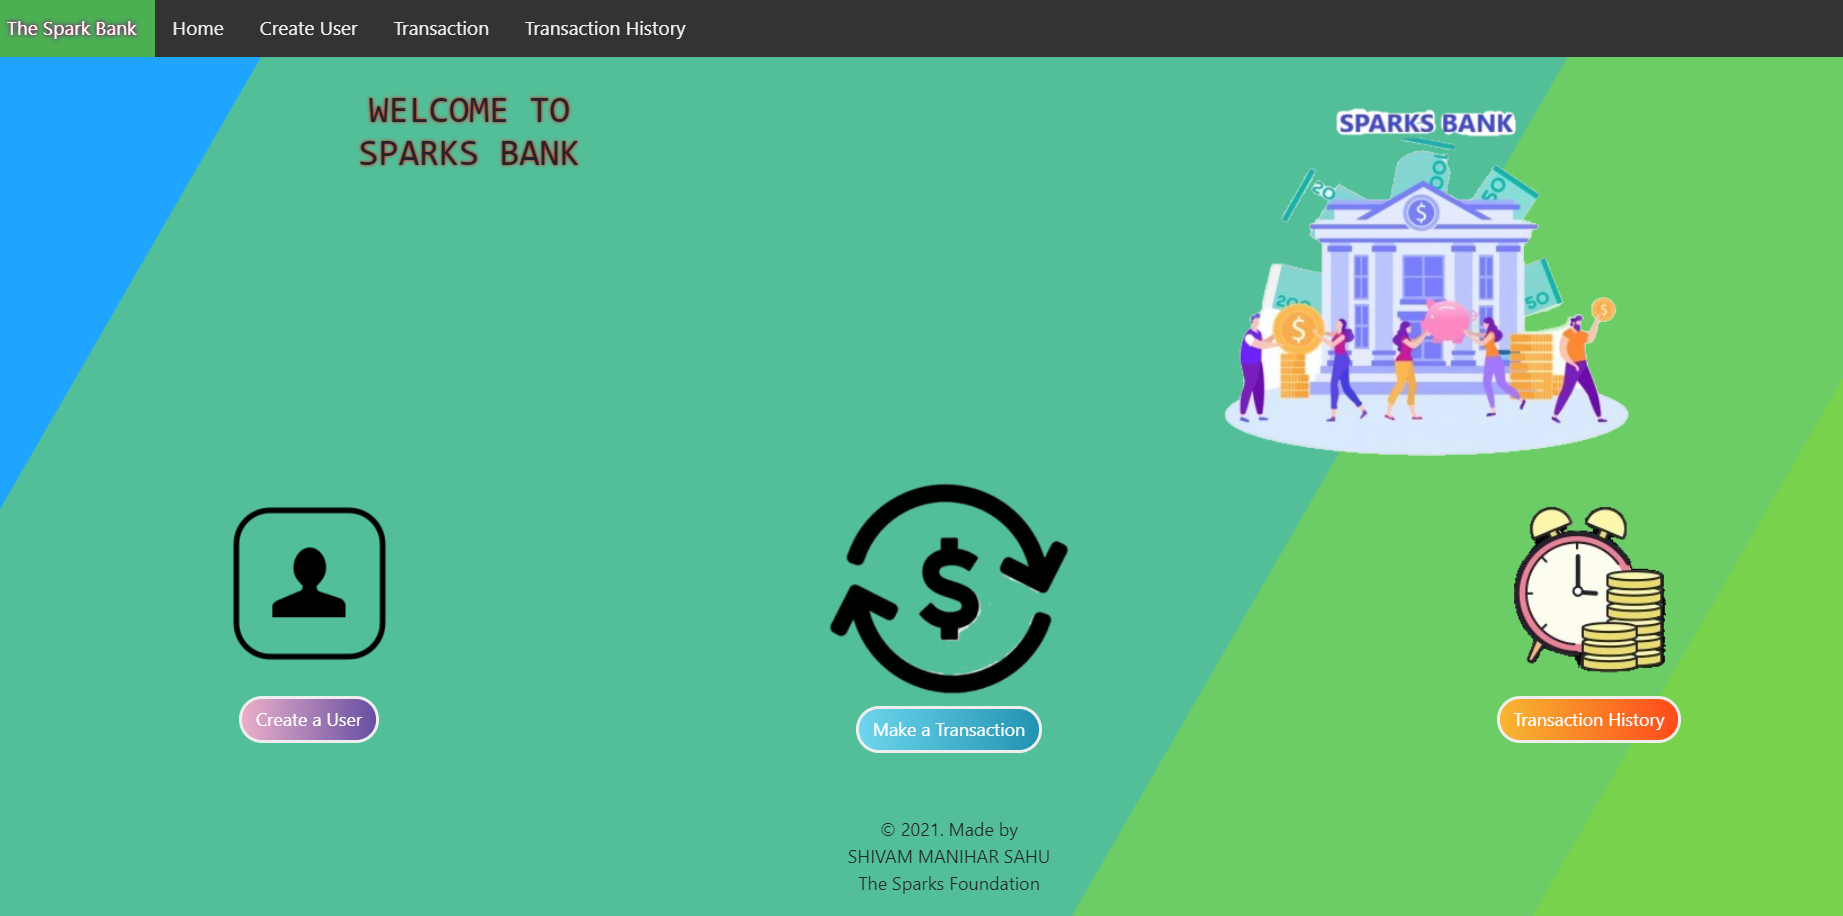 The Spark Bank Home Create User Transaction Transaction History
WELCOME TO
SPARKS BANK
SPARKS BANK
20
50
$
200
50
$
$
$
Create a User
Make a Transaction
Transaction History
© 2021. Made by
SHIVAM MANIHAR SAHU
The Sparks Foundation